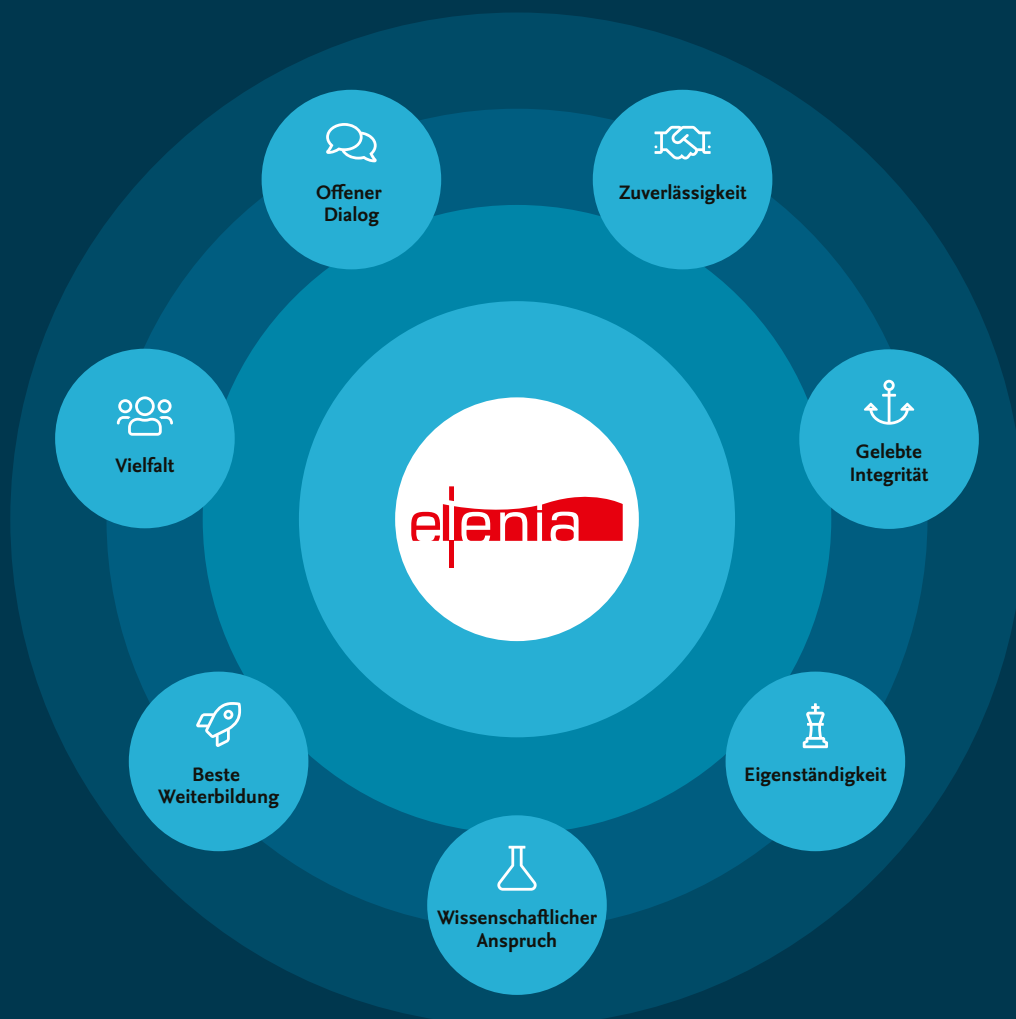 Offener
Dialog
Zuverlässigkeit
Vielfalt
Gelebte
Integrität
elenia
Beste
Weiterbildung
Eigenständigkeit
Wissenschaftlicher
Anspruch